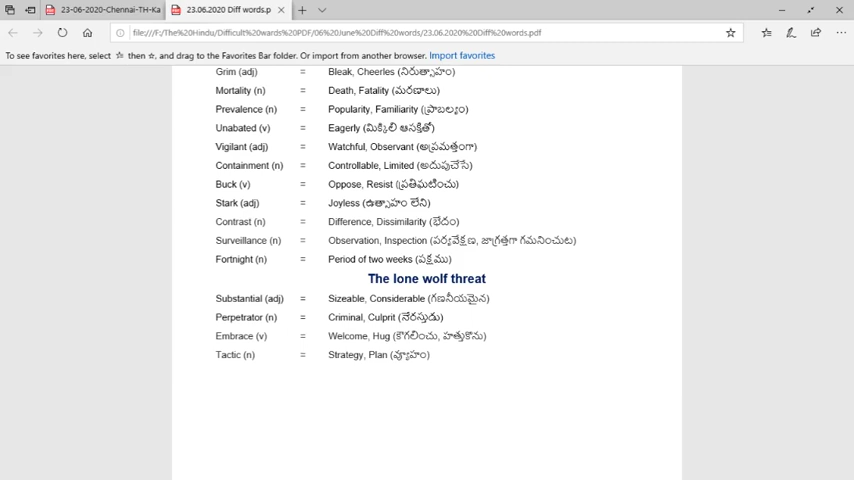 23-06-2020-Chennai-TH-Ka
23.06.2020 Diff words.p
file:///F:/The%20Hindu/Difficult%20wards%20PDF/06%20June%20Diff%20words/23.06.2020%20Diff%20words.pdf
To see favorites here, select ☆ then ☆, and drag to the Favorites Bar folder. Or import from another browser. Import favorites
Grim (adj) = Bleak, Cheerles (నిరుత్సాహం)
Mortality (n) = Death, Fatality (మరణాలు)
Prevalence (n) = Popularity, Familiarity (ప్రాబల్యం)
Unabated (v) = Eagerly (మిక్కిలి ఆసక్తితో)
Vigilant (adj) = Watchful, Observant (అప్రమత్తంగా)
Containment (n) = Controllable, Limited (అదుపుచేసే)
Buck (v) = Oppose, Resist (ప్రతిఘటించు)
Stark (adj) = Joyless (ఉత్సాహం లేని)
Contrast (n) = Difference, Dissimilarity (భేదం)
Surveillance (n) = Observation, Inspection (పర్యవేక్షణ, జాగ్రత్తగా గమనించుట)
Fortnight (n) = Period of two weeks (పక్షము)
The lone wolf threat
Substantial (adj) = Sizeable, Considerable (గణనీయమైన)
Perpetrator (n) = Criminal, Culprit (నేరస్తుడు)
Embrace (v) = Welcome, Hug (కౌగలించు, హత్తుకొను)
Tactic (n) = Strategy, Plan (వ్యూహం)